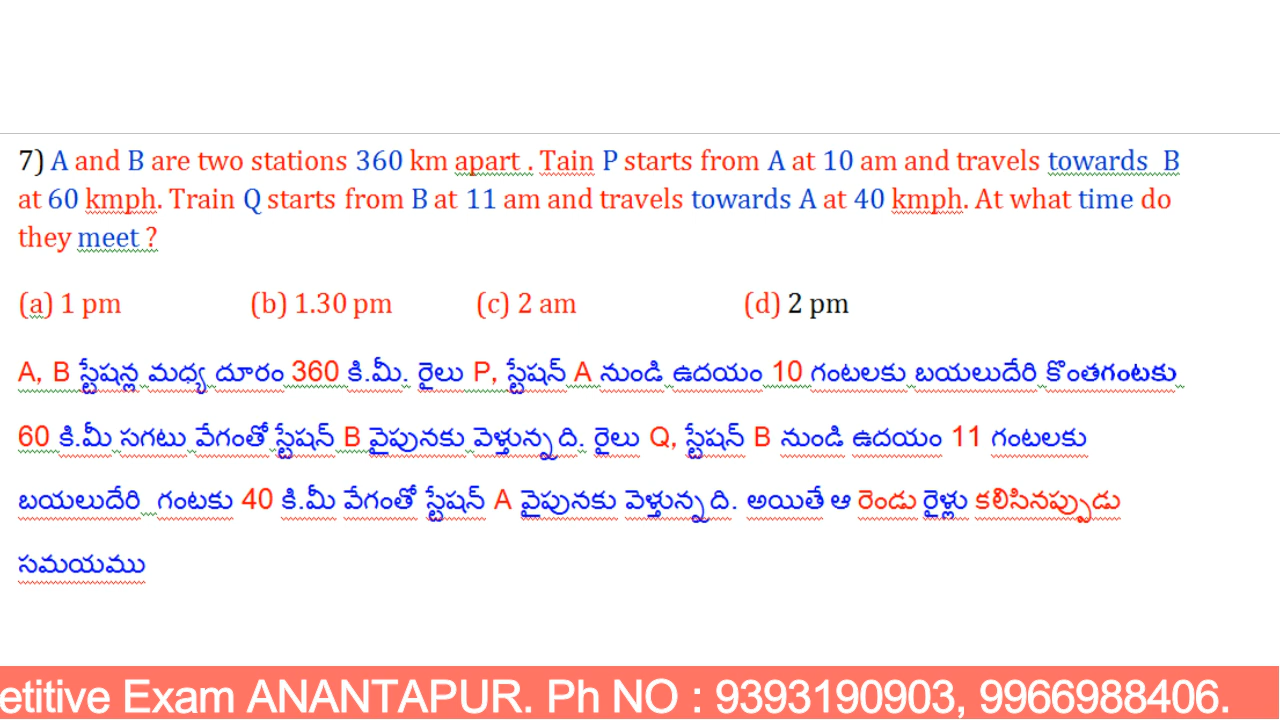 7) A and B are two stations 360 km apart . Tain P starts from A at 10 am and travels towards B
at 60 kmph. Train Q starts from B at 11 am and travels towards A at 40 kmph. At what time do
they meet ?
(a) 1 pm (b) 1.30 pm (c) 2 am (d) 2 pm
A, B స్టేషన్ల మధ్య దూరం 360 కి.మీ. రైలు P, స్టేషన్ A నుండి ఉదయం 10 గంటలకు బయలుదేరి కొంతగంటకు
60 కి.మీ సగటు వేగంతో స్టేషన్ B వైపునకు వెళ్తున్నది. రైలు Q, స్టేషన్ B నుండి ఉదయం 11 గంటలకు
బయలుదేరి గంటకు 40 కి.మీ వేగంతో స్టేషన్ A వైపునకు వెళ్తున్నది. అయితే ఆ రెండు రైళ్లు కలిసినప్పుడు
సమయము
etitive Exam ANANTAPUR. Ph NO : 9393190903, 9966988406.